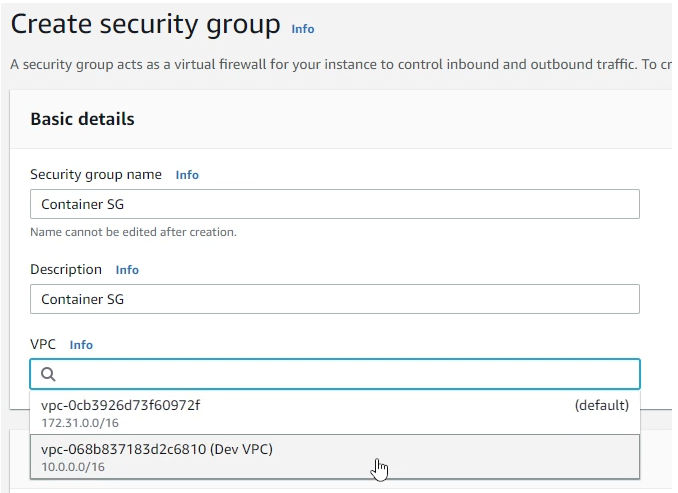 Create security group Info
A security group acts as a virtual firewall for your instance to control inbound and outbound traffic. To cr
Basic details
Security group name Info
Container SG
Name cannot be edited after creation.
Description Info
Container SG
VPC Info
vpc-0cb3926d73f60972f (default)
172.31.0.0/16
vpc-068b837183d2c6810 (Dev VPC)
10.0.0.0/16